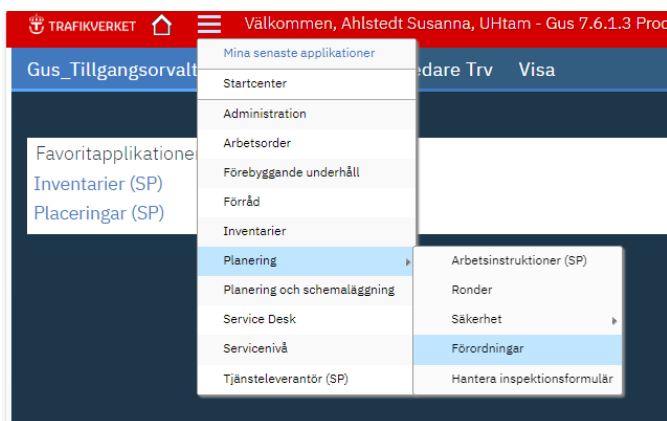 TRAFIKVERKET Välkommen, Ahlstedt Susanna, UHtam - Gus 7.6.1.3 Prod
Mina senaste applikationer
Gus_Tillgangsorvalt edare Trv Visa
Startcenter
Administration
Arbetsorder
Favoritapplikationer
Förebyggande underhåll
Inventarier (SP)
Förråd
Placeringar (SP)
Inventarier
Planering
Planering och schemaläggning
Service Desk
Servicenivå
Tjänsteleverantör (SP)
Arbetsinstruktioner (SP)
Ronder
Säkerhet
Förordningar
Hantera inspektionsformulär